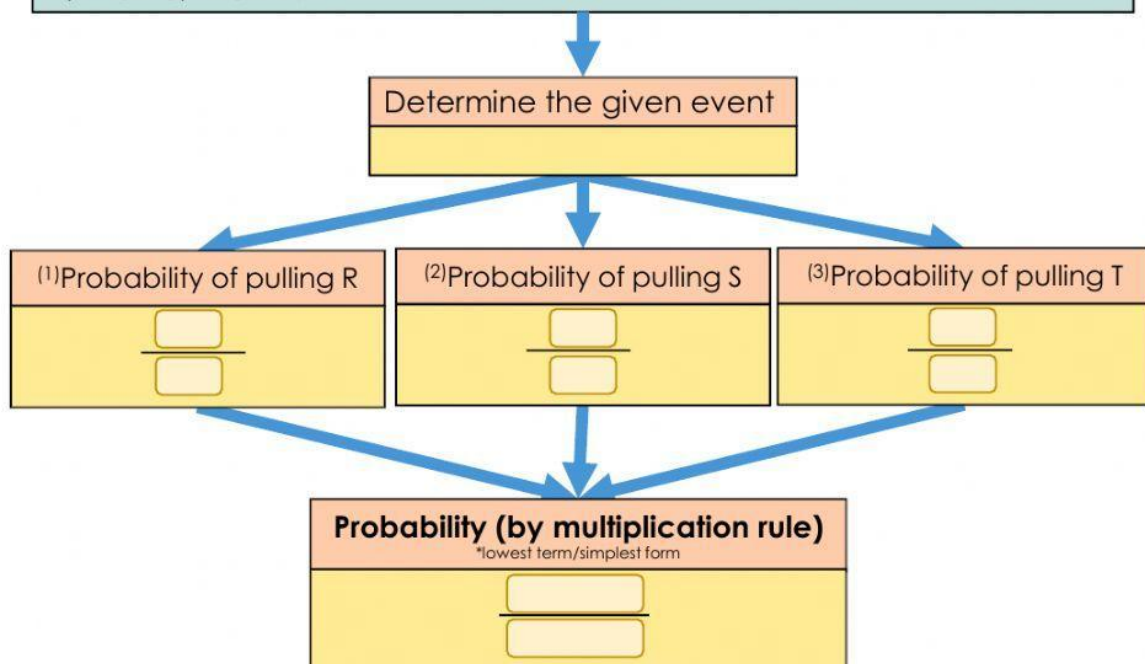 Determine the given event
(1)Probability of pulling R
(2)Probability of pulling S
(3)Probability of pulling T
Probability (by multiplication rule)
*lowest term/simplest form